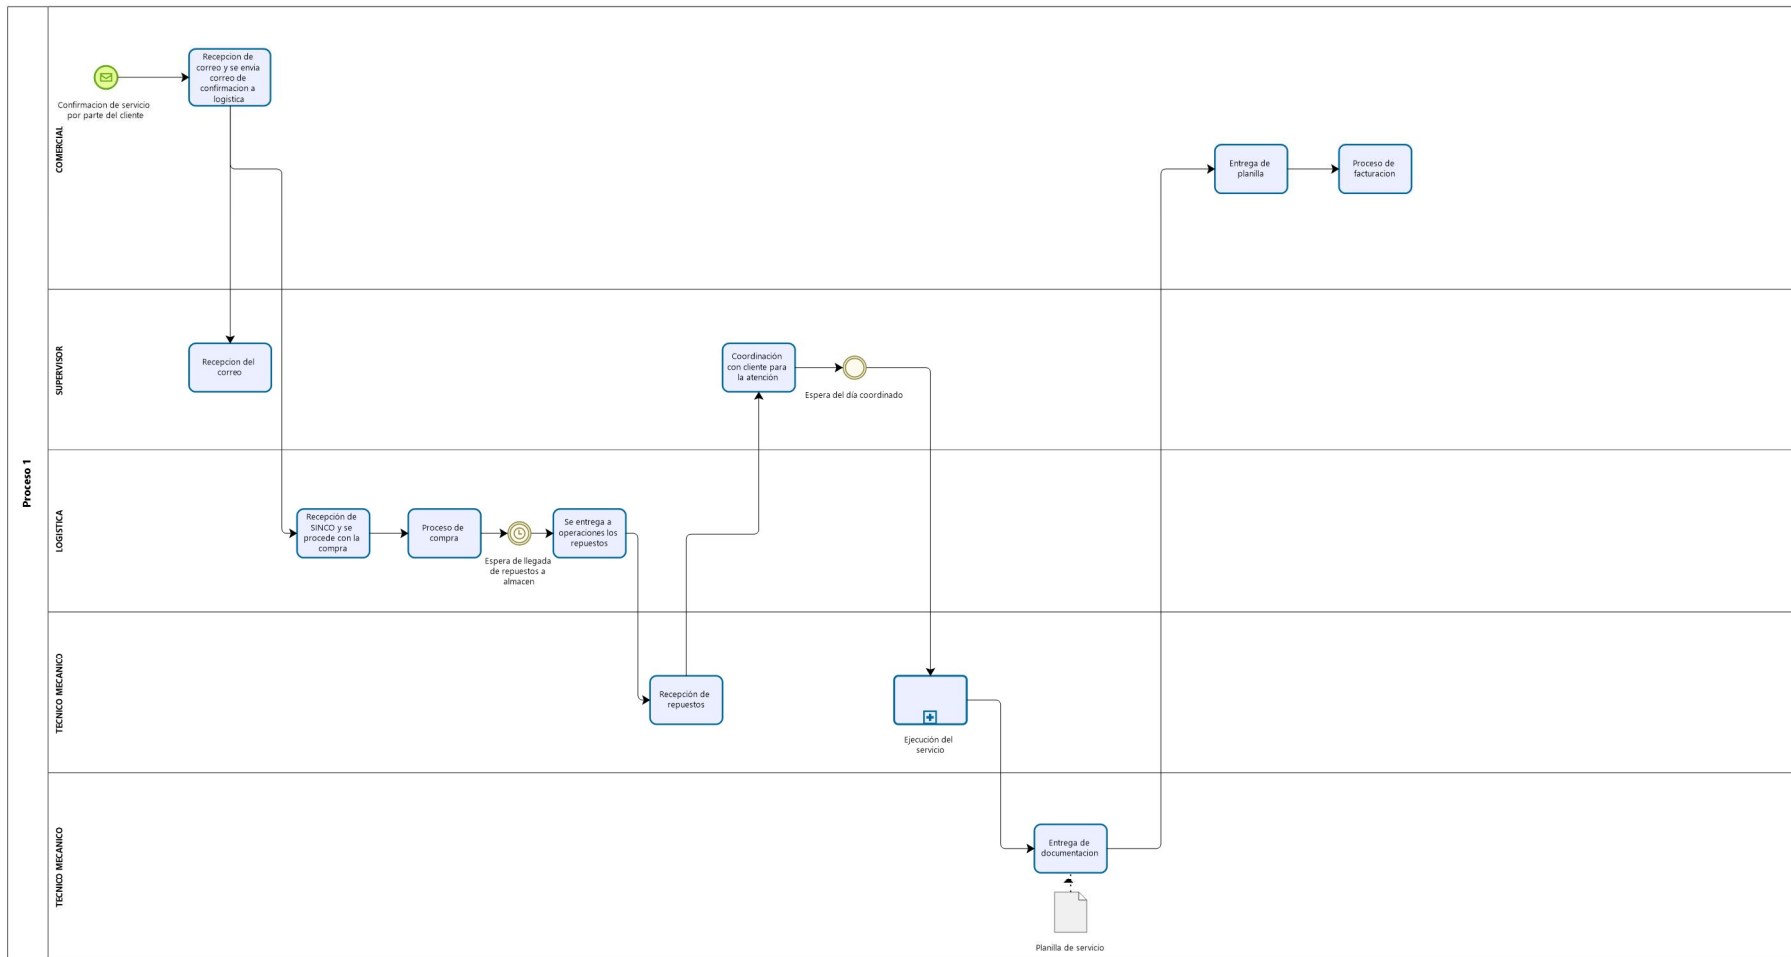 Proceso 1
COMERCIAL
Confirmacion de servicio
por parte del cliente
Recepcion de
correo y se envia
correo de
confirmacion a
logistica
Entrega de
planilla
Proceso de
facturacion
SUPERVISOR
Recepcion del
correo
Coordinación
con cliente para
la atención
Espera del día coordinado
LOGISTICA
Recepción de
SINCO y se
procede con la
compra
Proceso de
compra
Espera de llegada
de repuestos a
almacen
Se entrega a
operaciones los
repuestos
TECNICO MECANICO
Recepción de
repuestos
Ejecución del
servicio
TECNICO MECANICO
Entrega de
documentacion
Planilla de servicio